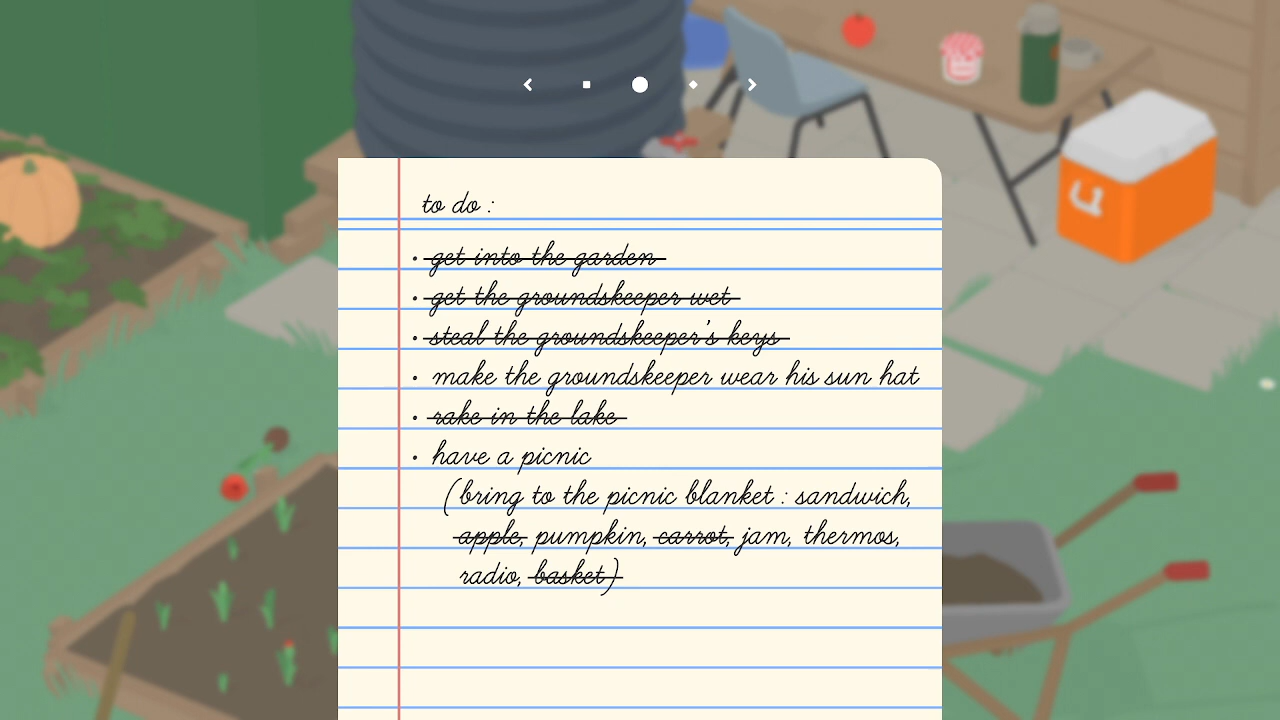 to do :
• get into the garden
• get the groundskeeper wet
• steal the groundskeeper's keys
• make the groundskeeper wear his sun hat
• rake in the lake
• have a picnic
(bring to the picnic blanket : sandwich,
apple, pumpkin, carrot, jam, thermos,
radio, basket)